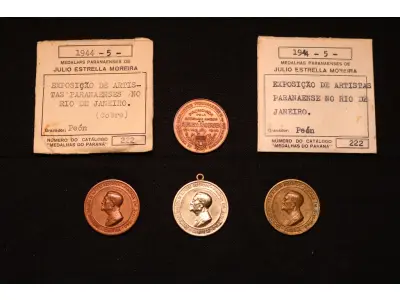 1944 - 5 -
MEDALHAS PARANAENSES DE
JULIO ESTRELLA MOREIRA
EXPOSIÇÃO DE ARTIS-
TAS PARANAENSES NO
RIO DE JANEIRO.
(Cobre)
Gravador: Peón
NÚMERO DO CATÁLOGO
"MEDALHAS DO PARANÁ"
222
1944 - 5 -
MEDALHAS PARANAENSES DE
JULIO ESTRELLA MOREIRA
EXPOSIÇÃO DE ARTISTAS
PARANAENSE NO RIO DE
JANEIRO.
Gravador: Peón
NÚMERO DO CATÁLOGO
"MEDALHAS DO PARANÁ"
222